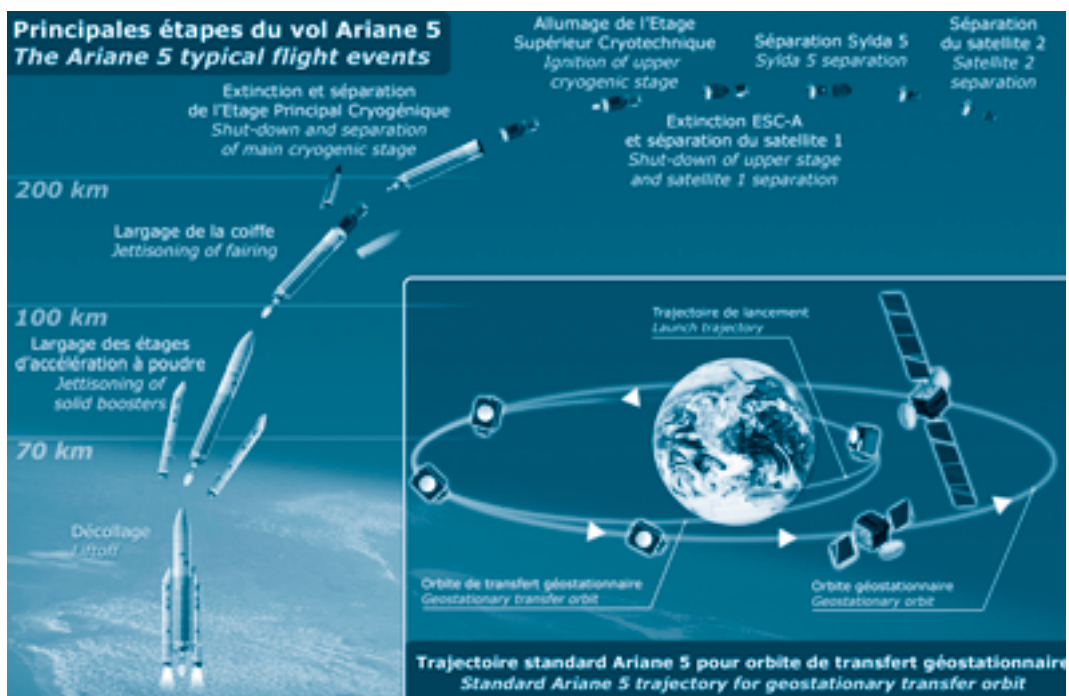 Principales étapes du vol Ariane 5
The Ariane 5 typical flight events
Allumage de l'Etage
Supérieur Cryotechnique
Ignition of upper
cryogenic stage
Séparation Sylda 5
Sylda 5 separation
Séparation
du satellite 2
Satellite 2
separation
Extinction et séparation
de l'Etage Principal Cryogénique
Shut-down and separation
of main cryogenic stage
Extinction ESC-A
et séparation du satellite 1
Shut-down of upper stage
and satellite 1 separation
200 km
Largage de la coiffe
Jettisoning of fairing
100 km
Largage des étages
d'accélération à poudre
Jettisoning of
solid boosters
70 km
Décollage
Liftoff
Trajectoire de lancement
Launch trajectory
Orbite de transfert géostationnaire
Geostationary transfer orbit
Orbite géostationnaire
Geostationary orbit
Trajectoire standard Ariane 5 pour orbite de transfert géostationnaire
Standard Ariane 5 trajectory for geostationary transfer orbit